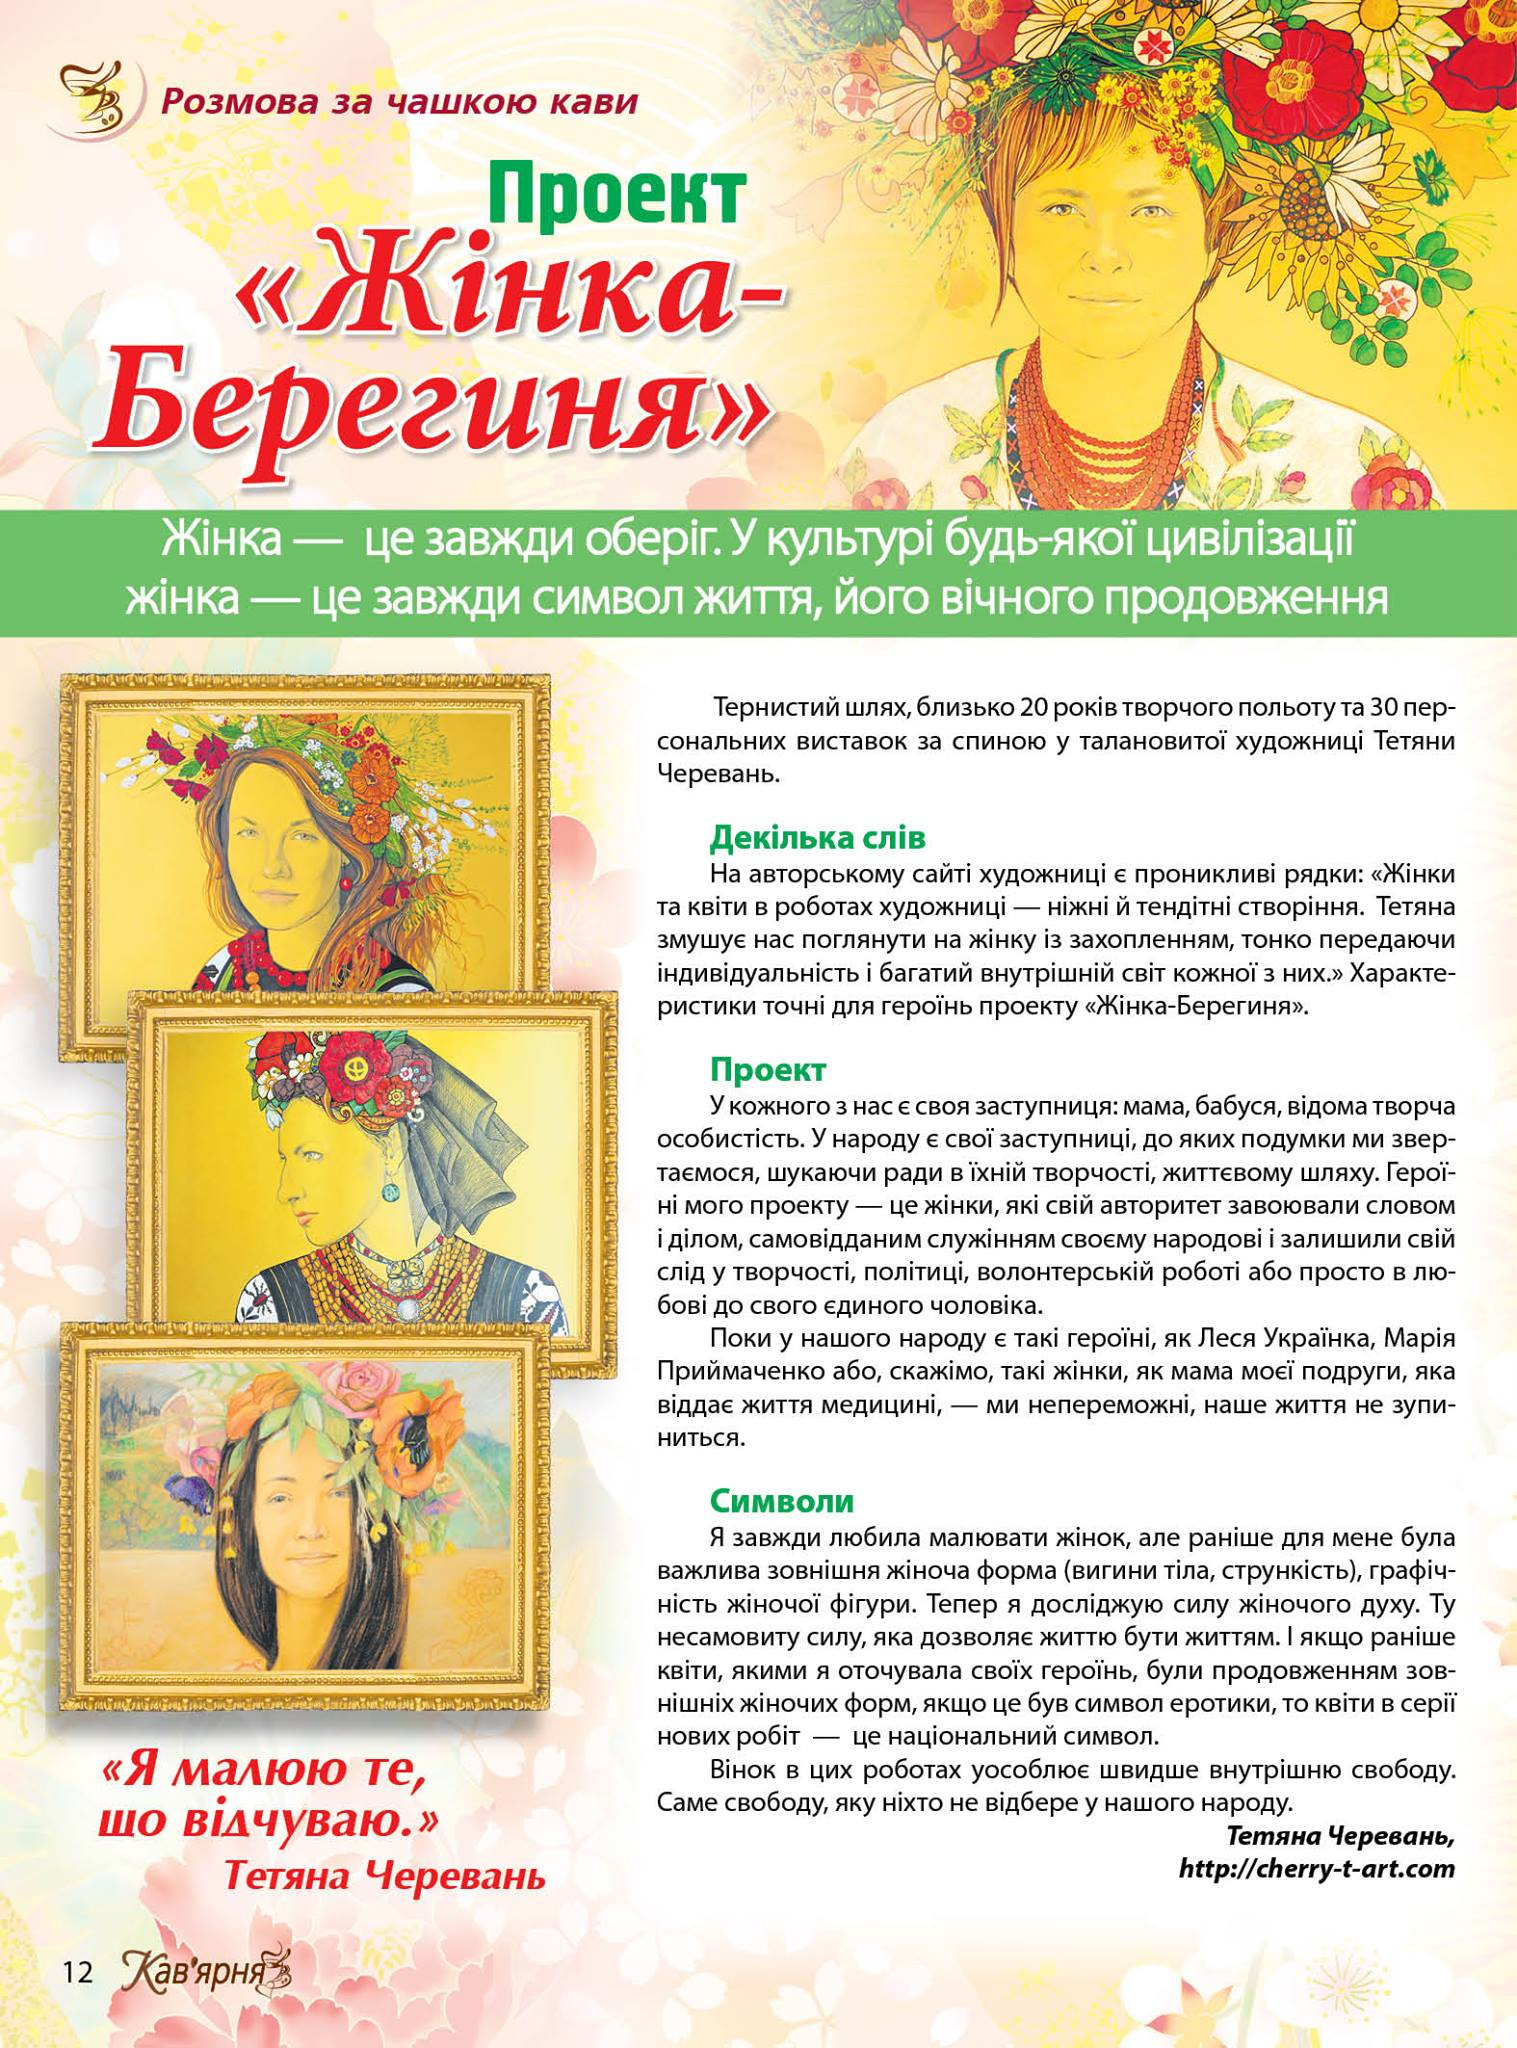 Розмова за чашкою кави
Проект
«Жінка-
Берегиня»
Жінка — це завжди оберіг. У культурі будь-якої цивілізації
жінка — це завжди символ життя, його вічного продовження
Тернистий шлях, близько 20 років творчого польоту та 30 пер-
сональних виставок за спиною у талановитої художниці Тетяни
Черевань.
Декілька слів
На авторському сайті художниці є проникливі рядки: «Жінки
та квіти в роботах художниці — ніжні й тендітні створіння. Тетяна
змушує нас поглянути на жінку із захопленням, тонко передаючи
індивідуальність і багатий внутрішній світ кожної з них.» Характе-
ристики точні для героїнь проекту «Жінка-Берегиня».
Проект
У кожного з нас є своя заступниця: мама, бабуся, відома творча
особистість. У народу є свої заступниці, до яких подумки ми звер-
таємося, шукаючи ради в їхній творчості, життєвому шляху. Герої-
ні мого проекту — це жінки, які свій авторитет завоювали словом
і ділом, самовідданим служінням своєму народові і залишили свій
слід у творчості, політиці, волонтерській роботі або просто в лю-
бові до свого єдиного чоловіка.
Поки у нашого народу є такі героїні, як Леся Українка, Марія
Приймаченко або, скажімо, такі жінки, як мама моєї подруги, яка
віддає життя медицині, — ми непереможні, наше життя не зупи-
ниться.
Символи
Я завжди любила малювати жінок, але раніше для мене була
важлива зовнішня жіноча форма (вигини тіла, стрункість), графіч-
ність жіночої фігури. Тепер я досліджую силу жіночого духу. Ту
несамовиту силу, яка дозволяє життю бути життям. І якщо раніше
квіти, якими я оточувала своїх героїнь, були продовженням зов-
нішніх жіночих форм, якщо це був символ еротики, то квіти в серії
нових робіт — це національний символ.
Вінок в цих роботах уособлює швидше внутрішню свободу.
Саме свободу, яку ніхто не відбере у нашого народу.
Тетяна Черевань,
http://cherry-t-art.com
«Я малюю те,
що відчуваю.»
Тетяна Черевань
12 Кав'ярня